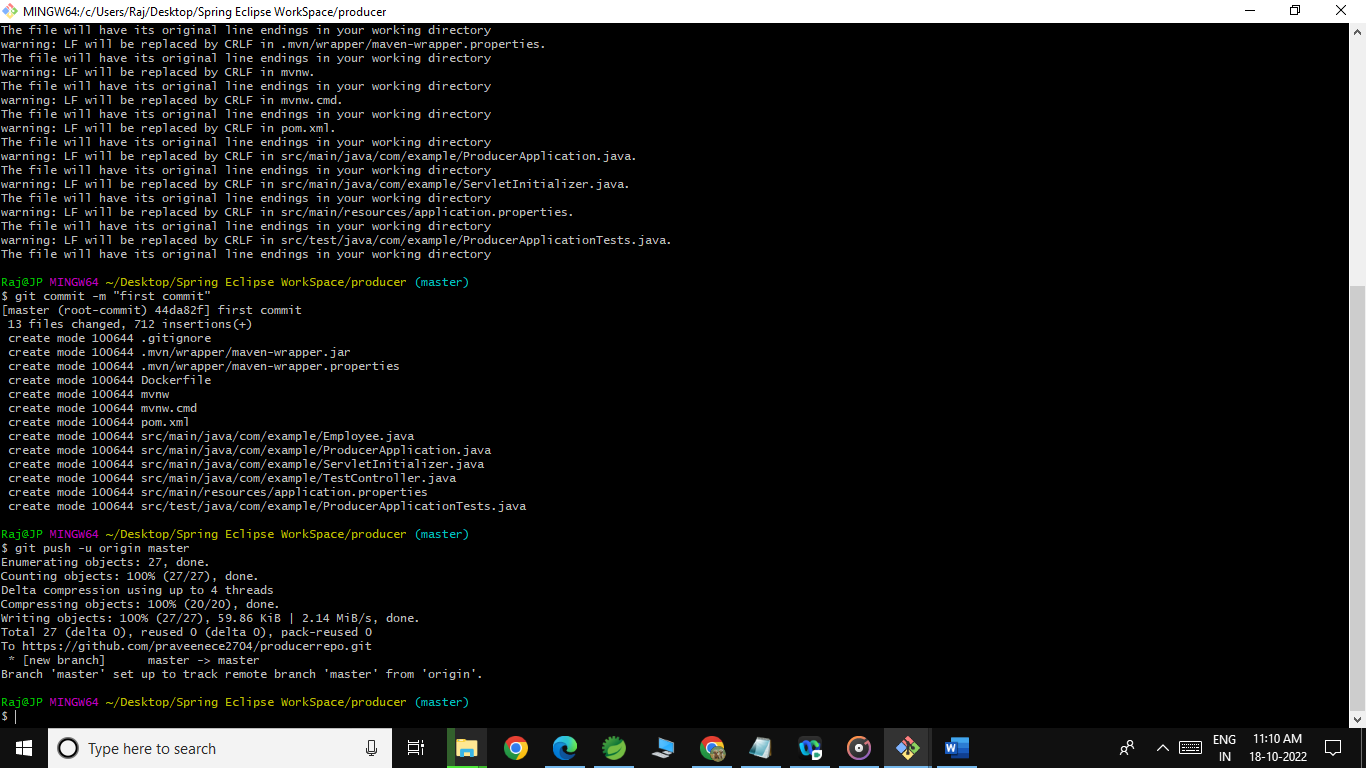 MINGW64:/c/Users/Raj/Desktop/Spring Eclipse WorkSpace/producer
The file will have its original line endings in your working directory
warning: LF will be replaced by CRLF in .mvn/wrapper/maven-wrapper.properties.
The file will have its original line endings in your working directory
warning: LF will be replaced by CRLF in mvnw.
The file will have its original line endings in your working directory
warning: LF will be replaced by CRLF in mvnw.cmd.
The file will have its original line endings in your working directory
warning: LF will be replaced by CRLF in pom.xml.
The file will have its original line endings in your working directory
warning: LF will be replaced by CRLF in src/main/java/com/example/ProducerApplication.java.
The file will have its original line endings in your working directory
warning: LF will be replaced by CRLF in src/main/java/com/example/ServletInitializer.java.
The file will have its original line endings in your working directory
warning: LF will be replaced by CRLF in src/main/resources/application.properties.
The file will have its original line endings in your working directory
warning: LF will be replaced by CRLF in src/test/java/com/example/ProducerApplicationTests.java.
The file will have its original line endings in your working directory
Raj@JP MINGW64 ~/Desktop/Spring Eclipse WorkSpace/producer (master)
$ git commit -m "first commit"
[master (root-commit) 44da82f] first commit
13 files changed, 712 insertions(+)
create mode 100644 .gitignore
create mode 100644 .mvn/wrapper/maven-wrapper.jar
create mode 100644 .mvn/wrapper/maven-wrapper.properties
create mode 100644 Dockerfile
create mode 100644 mvnw
create mode 100644 mvnw.cmd
create mode 100644 pom.xml
create mode 100644 src/main/java/com/example/Employee.java
create mode 100644 src/main/java/com/example/ProducerApplication.java
create mode 100644 src/main/java/com/example/ServletInitializer.java
create mode 100644 src/main/java/com/example/TestController.java
create mode 100644 src/main/resources/application.properties
create mode 100644 src/test/java/com/example/ProducerApplicationTests.java
Raj@JP MINGW64 ~/Desktop/Spring Eclipse WorkSpace/producer (master)
$ git push -u origin master
Enumerating objects: 27, done.
Counting objects: 100% (27/27), done.
Delta compression using up to 4 threads
Compressing objects: 100% (20/20), done.
Writing objects: 100% (27/27), 59.86 KiB | 2.14 MiB/s, done.
Total 27 (delta 0), reused 0 (delta 0), pack-reused 0
To https://github.com/praveenece2704/producerrepo.git
* [new branch]      master -> master
Branch 'master' set up to track remote branch 'master' from 'origin'.
Raj@JP MINGW64 ~/Desktop/Spring Eclipse WorkSpace/producer (master)
$
Type here to search
ENG
IN
11:10 AM
18-10-2022